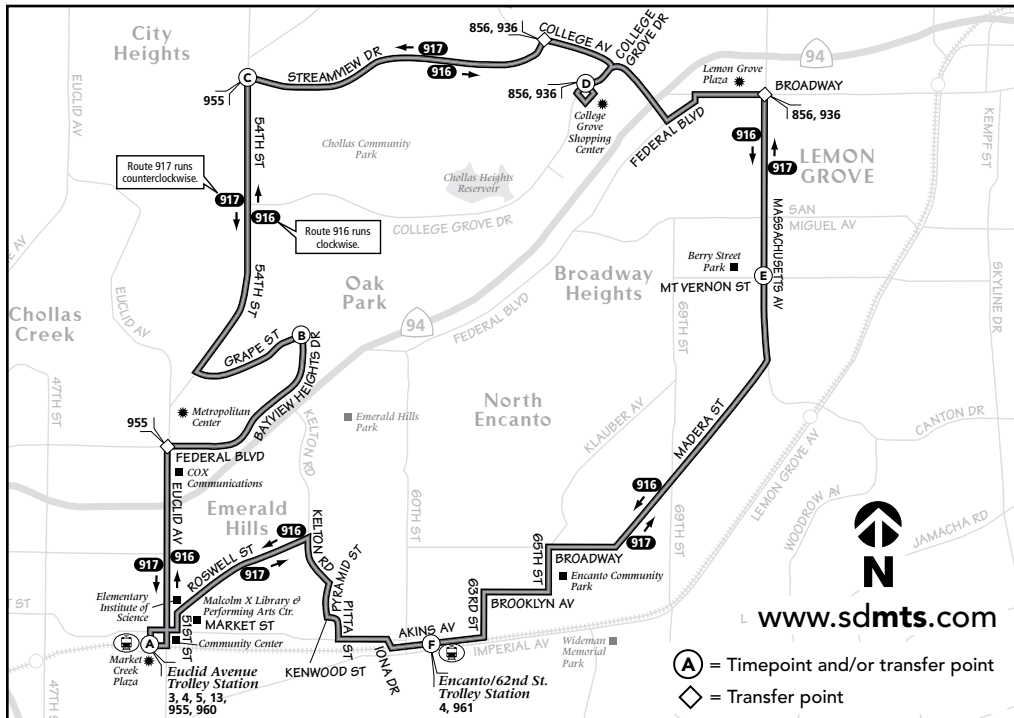 City
Heights
856, 936
COLLEGE AV
COLLEGE
GROVE DR
94
917
STREAMVIEW DR
916
C
955
D
856, 936
College
Grove
Shopping
Center
Lemon Grove
Plaza
BROADWAY
856, 936
FEDERAL BLVD
EUCLID AV
54TH ST
Chollas Community
Park
Chollas Heights
Reservoir
916
917
LEMON
GROVE
KEMPF ST
Route 917 runs
counterclockwise.
917
916
Route 916 runs
clockwise.
COLLEGE GROVE DR
MASSACHUSETTS AV
SAN
MIGUEL AV
54TH ST
Oak
Park
Broadway
Heights
Berry Street
Park
E
MT VERNON ST
SKYLINE DR
EUCLID AV
Chollas
Creek
94
FEDERAL BLVD
69TH ST
GRAPE ST
B
BAYVIEW HEIGHTS DR
47TH ST
Metropolitan
Center
955
FEDERAL BLVD
COX
Communications
KELTON RD
Emerald Hills
Park
North
Encanto
KLAUBER AV
MADERA ST
CANTON DR
LEMON GROVE AV
WOODROW AV
JAMACHA RD
EUCLID AV
Emerald
Hills
60TH ST
69TH ST
916
917
916
917
916
917
ROSWELL ST
KELTON RD
PYRAMID ST
PITTA
ST
65TH ST
BROADWAY
Encanto Community
Park
BROOKLYN AV
63RD ST
Elementary
Institute of
Science
Malcolm X Library &
Performing Arts Ctr.
MARKET ST
51ST ST
Community Center
A
Market
Creek
Plaza
Euclid Avenue
Trolley Station
3, 4, 5, 13,
955, 960
47TH ST
KENWOOD ST
IONA DR
AKINS AV
F
IMPERIAL AV
Wideman
Memorial
Park
Encanto/62nd St.
Trolley Station
4, 961
N
www.sdmts.com
A = Timepoint and/or transfer point
= Transfer point